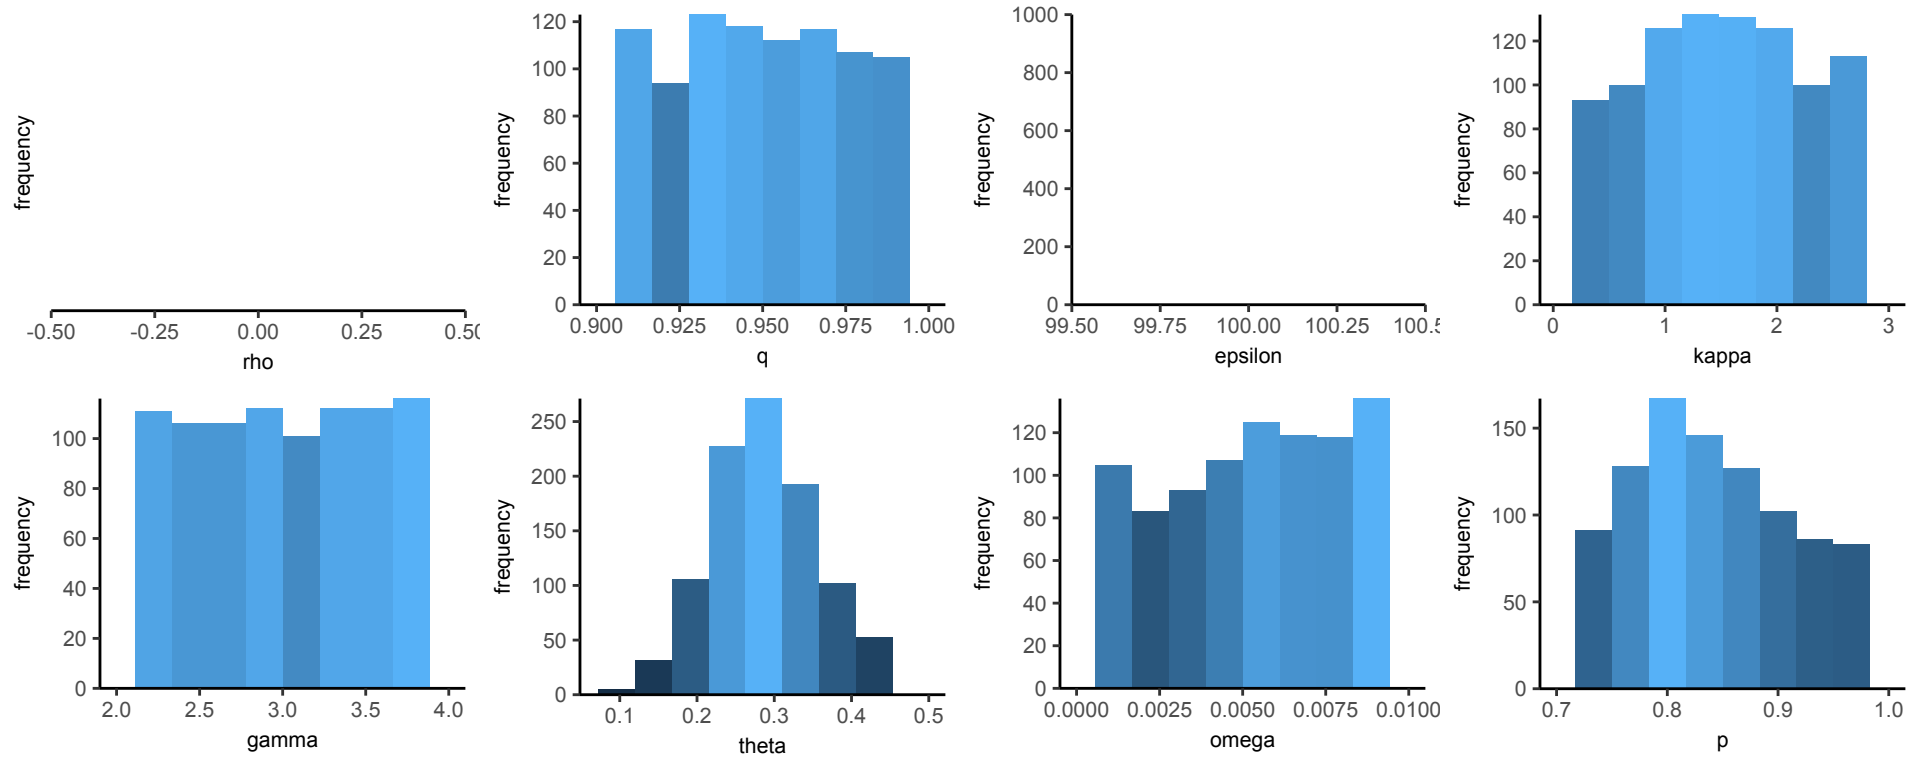 frequency
-0.50 -0.25 0.00 0.25 0.50
rho
frequency
120
100
80
60
40
20
0
0.900 0.925 0.950 0.975 1.000
q
frequency
1000
800
600
400
200
0
99.50 99.75 100.00 100.25 100.5
epsilon
frequency
120
100
80
60
40
20
0
0 1 2 3
kappa
frequency
100
80
60
40
20
0
2.0 2.5 3.0 3.5 4.0
gamma
frequency
250
200
150
100
50
0
0.1 0.2 0.3 0.4 0.5
theta
frequency
120
100
80
60
40
20
0
0.0000 0.0025 0.0050 0.0075 0.0100
omega
frequency
150
100
50
0
0.7 0.8 0.9 1.0
p